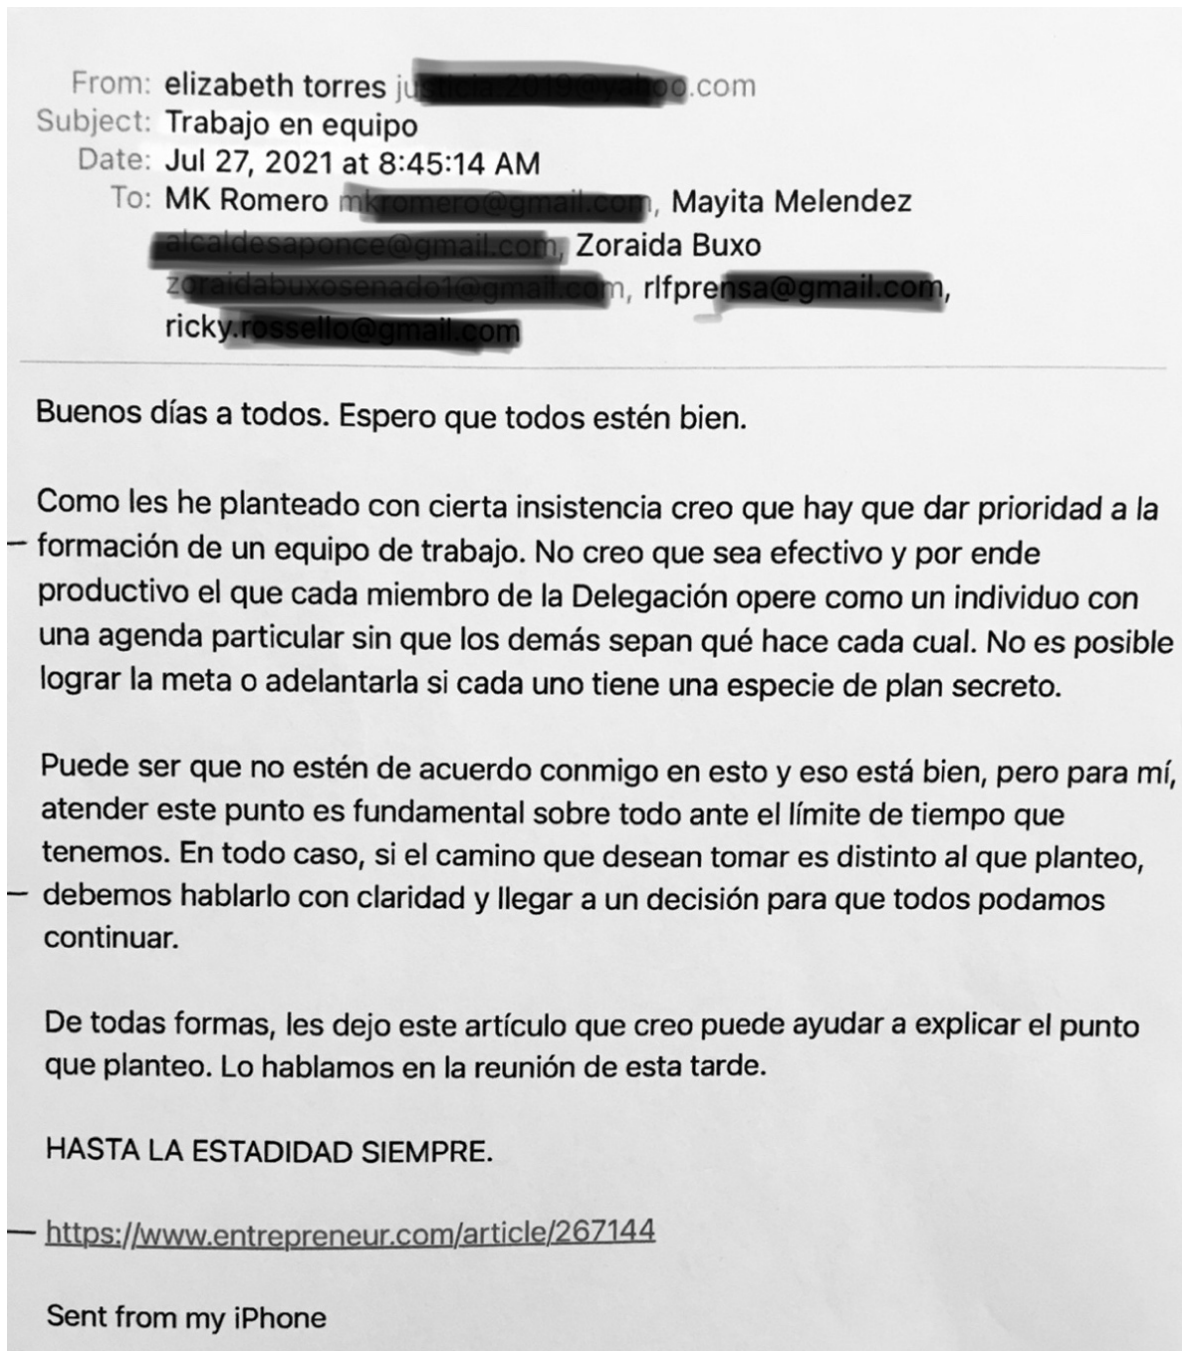 From: elizabeth torres ju .com
Subject: Trabajo en equipo
Date: Jul 27, 2021 at 8:45:14 AM
To: MK Romero , Mayita Melendez
, Zoraida Buxo
, rlfpre ,
ricky.
Buenos días a todos. Espero que todos estén bien.
Como les he planteado con cierta insistencia creo que hay que dar prioridad a la
formación de un equipo de trabajo. No creo que sea efectivo y por ende
productivo el que cada miembro de la Delegación opere como un individuo con
una agenda particular sin que los demás sepan qué hace cada cual. No es posible
lograr la meta o adelantarla si cada uno tiene una especie de plan secreto.
Puede ser que no estén de acuerdo conmigo en esto y eso está bien, pero para mí,
atender este punto es fundamental sobre todo ante el límite de tiempo que
tenemos. En todo caso, si el camino que desean tomar es distinto al que planteo,
debemos hablarlo con claridad y llegar a un decisión para que todos podamos
continuar.
De todas formas, les dejo este artículo que creo puede ayudar a explicar el punto
que planteo. Lo hablamos en la reunión de esta tarde.
HASTA LA ESTADIDAD SIEMPRE.
https://www.entrepreneur.com/article/267144
Sent from my iPhone